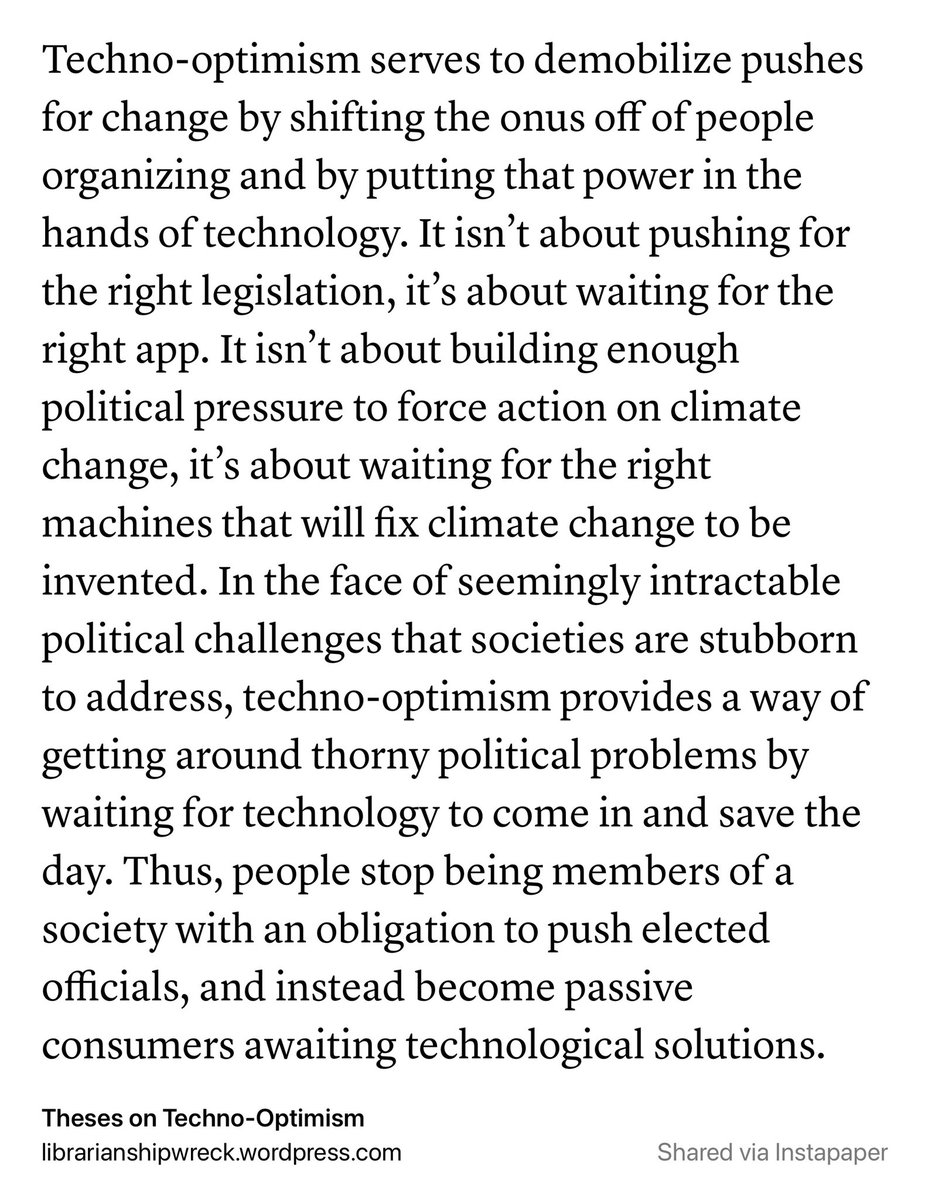 Techno-optimism serves to demobilize pushes
for change by shifting the onus off of people
organizing and by putting that power in the
hands of technology. It isn’t about pushing for
the right legislation, it’s about waiting for the
right app. It isn’t about building enough
political pressure to force action on climate
change, it’s about waiting for the right
machines that will fix climate change to be
invented. In the face of seemingly intractable
political challenges that societies are stubborn
to address, techno-optimism provides a way of
getting around thorny political problems by
waiting for technology to come in and save the
day. Thus, people stop being members of a
society with an obligation to push elected
officials, and instead become passive
consumers awaiting technological solutions.
Theses on Techno-Optimism
librarianshipwreck.wordpress.com
Shared via Instapaper